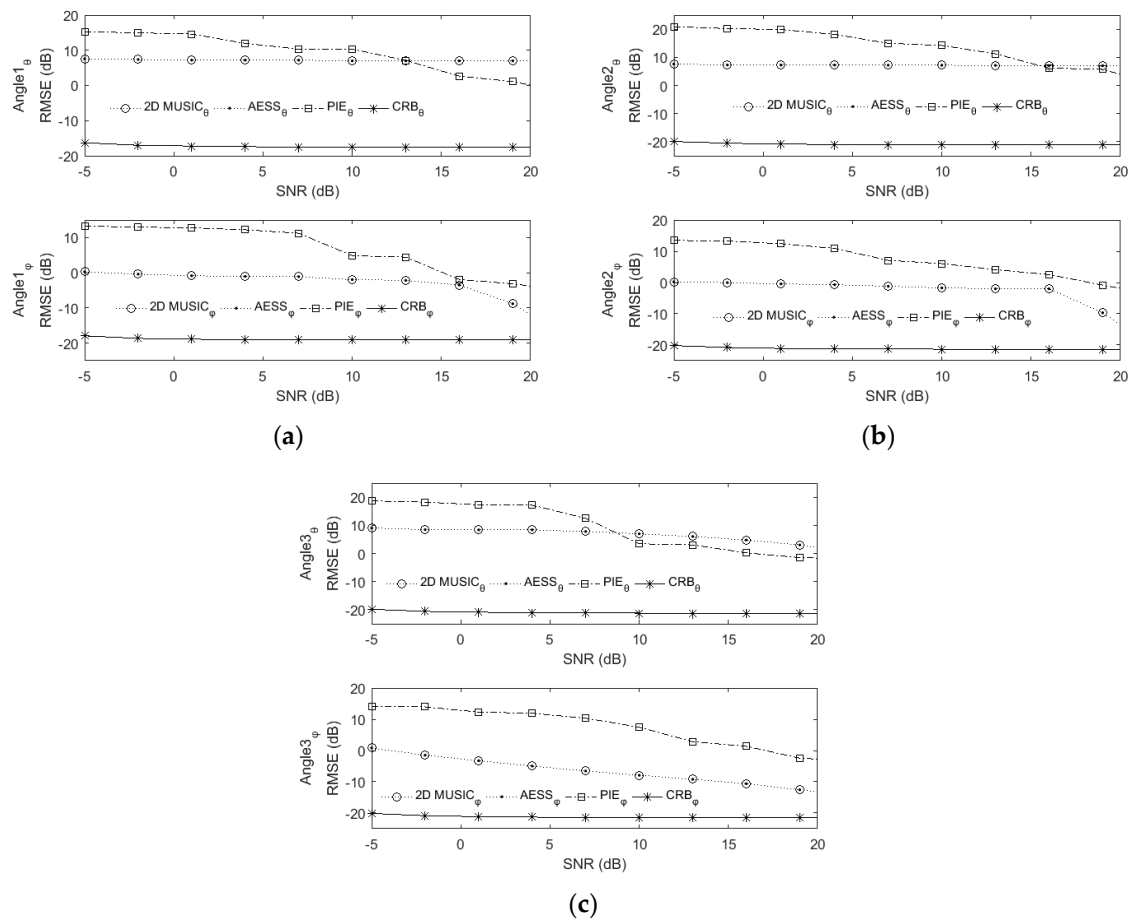 Angle1θ
RMSE (dB)
20
10
0
-10
-20
2D MUSICθ AESSθ PIEθ CRBθ
-5 0 5 10 15 20
SNR (dB)
Angle1φ
RMSE (dB)
10
0
-10
-20
2D MUSICφ AESSφ PIEφ CRBφ
-5 0 5 10 15 20
SNR (dB)
(a)
Angle2θ
RMSE (dB)
20
10
0
-10
-20
2D MUSICθ AESSθ PIEθ CRBθ
-5 0 5 10 15 20
SNR (dB)
Angle2φ
RMSE (dB)
20
10
0
-10
-20
2D MUSICφ AESSφ PIEφ CRBφ
-5 0 5 10 15 20
SNR (dB)
(b)
Angle3θ
RMSE (dB)
20
10
0
-10
-20
2D MUSICθ AESSθ PIEθ CRBθ
-5 0 5 10 15 20
SNR (dB)
Angle3φ
RMSE (dB)
20
10
0
-10
-20
2D MUSICφ AESSφ PIEφ CRBφ
-5 0 5 10 15 20
SNR (dB)
(c)